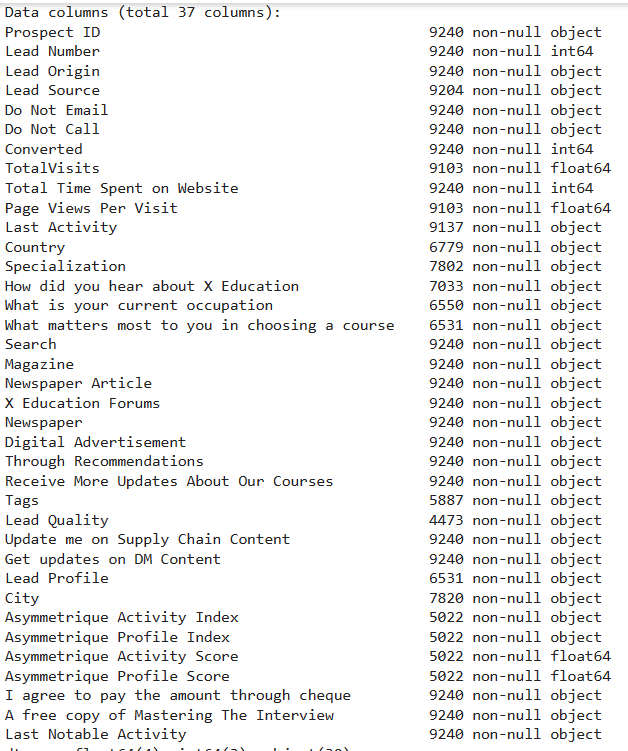 Data columns (total 37 columns):
Prospect ID 9240 non-null object
Lead Number 9240 non-null int64
Lead Origin 9240 non-null object
Lead Source 9204 non-null object
Do Not Email 9240 non-null object
Do Not Call 9240 non-null object
Converted 9240 non-null int64
TotalVisits 9103 non-null float64
Total Time Spent on Website 9240 non-null int64
Page Views Per Visit 9103 non-null float64
Last Activity 9137 non-null object
Country 6779 non-null object
Specialization 7802 non-null object
How did you hear about X Education 7033 non-null object
What is your current occupation 6550 non-null object
What matters most to you in choosing a course 6531 non-null object
Search 9240 non-null object
Magazine 9240 non-null object
Newspaper Article 9240 non-null object
X Education Forums 9240 non-null object
Newspaper 9240 non-null object
Digital Advertisement 9240 non-null object
Through Recommendations 9240 non-null object
Receive More Updates About Our Courses 9240 non-null object
Tags 5887 non-null object
Lead Quality 4473 non-null object
Update me on Supply Chain Content 9240 non-null object
Get updates on DM Content 9240 non-null object
Lead Profile 6531 non-null object
City 7820 non-null object
Asymmetrique Activity Index 5022 non-null object
Asymmetrique Profile Index 5022 non-null object
Asymmetrique Activity Score 5022 non-null float64
Asymmetrique Profile Score 5022 non-null float64
I agree to pay the amount through cheque 9240 non-null object
A free copy of Mastering The Interview 9240 non-null object
Last Notable Activity 9240 non-null object